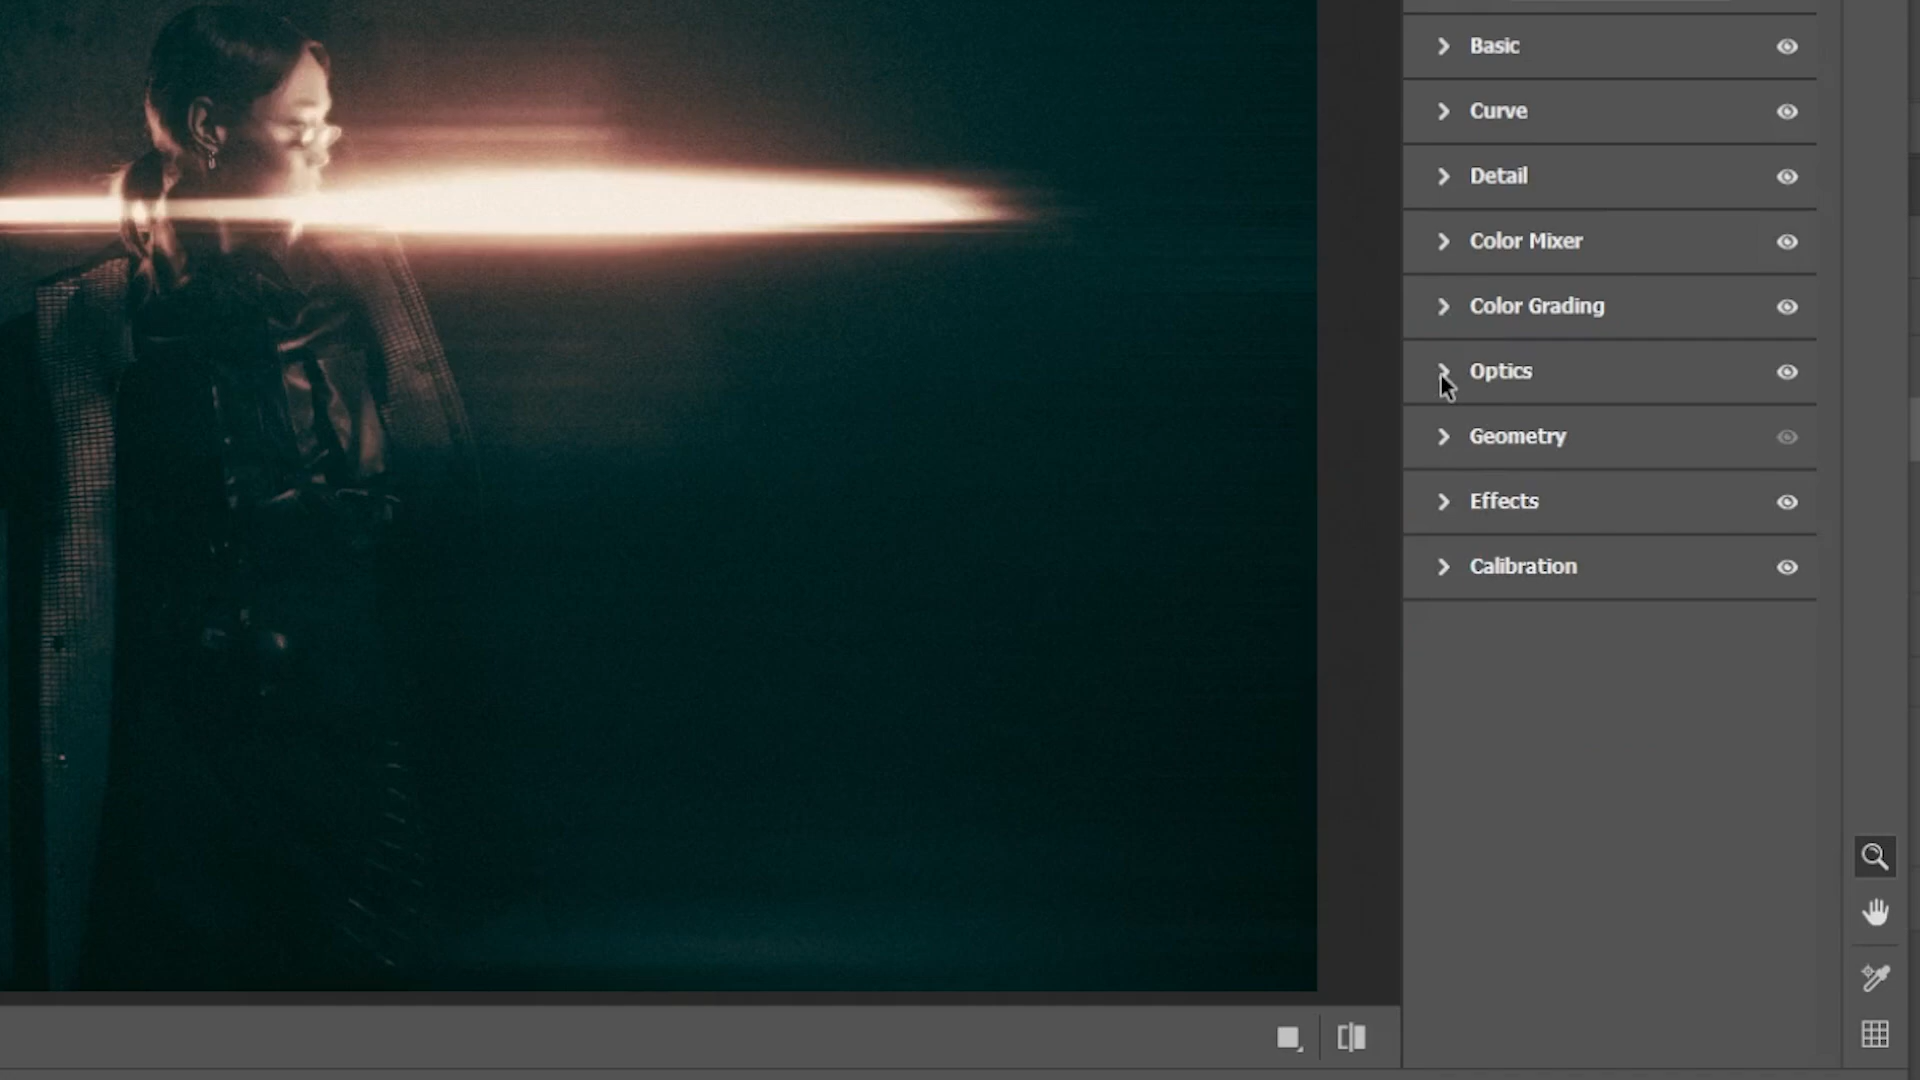 Basic
Curve
Detail
Color Mixer
Color Grading
Optics
Geometry
Effects
Calibration